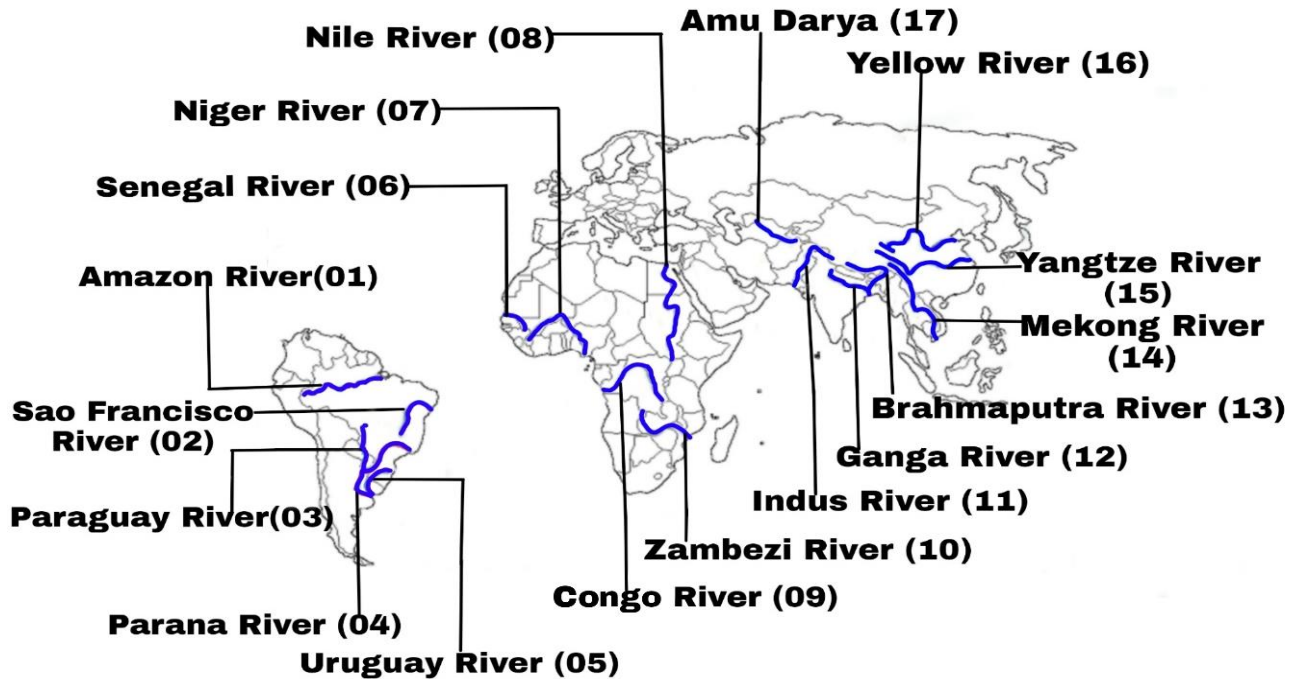 Amu Darya (17)
Nile River (08)
Yellow River (16)
Niger River (07)
Senegal River (06)
Amazon River(01)
Yangtze River
(15)
Mekong River
(14)
Sao Francisco
River (02)
Brahmaputra River (13)
Ganga River (12)
Indus River (11)
Paraguay River(03)
Zambezi River (10)
Congo River (09)
Parana River (04)
Uruguay River (05)